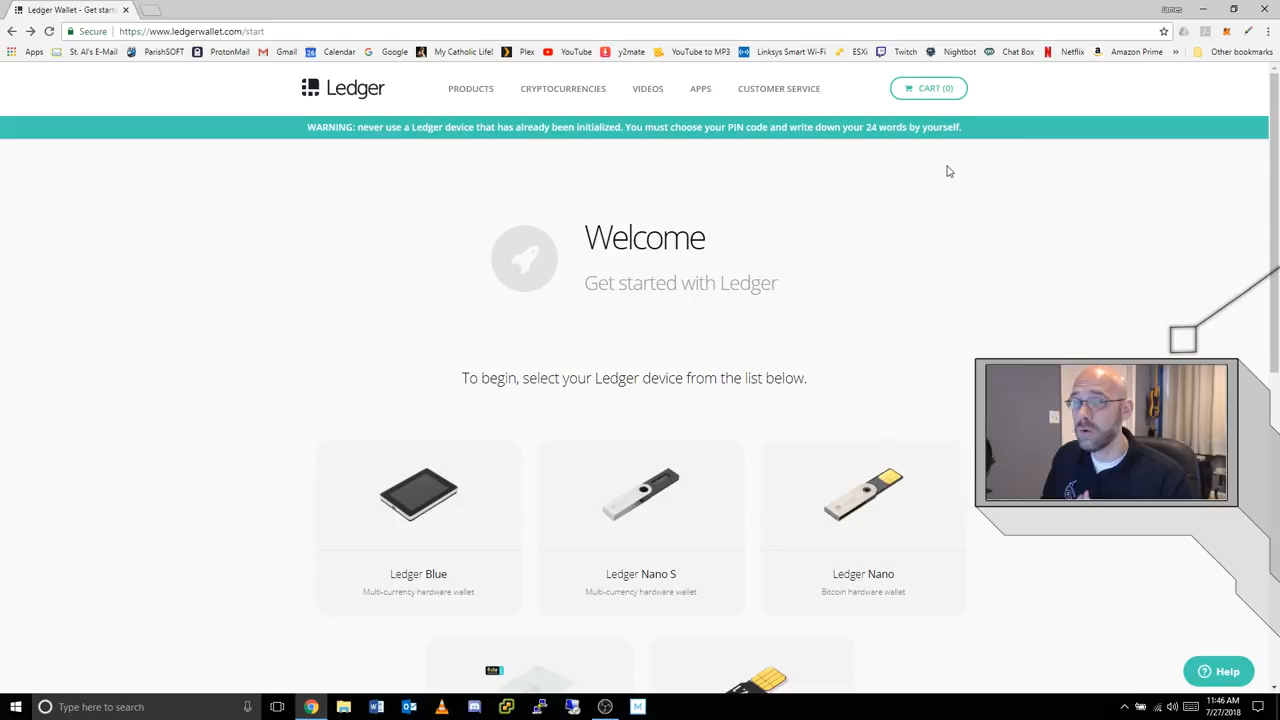 Ledger Wallet - Get start
James
Secure
https://www.ledgerwallet.com/start
Apps
St. Al's E-Mail
ParishSOFT
ProtonMail
Gmail
Calendar
Google
My Catholic Life!
Plex
YouTube
y2mate
YouTube to MP3
Linksys Smart Wi-Fi
ESXi
Twitch
Nightbot
Chat Box
Netflix
Amazon Prime
Other bookmarks
Ledger
PRODUCTS
CRYPTOCURRENCIES
VIDEOS
APPS
CUSTOMER SERVICE
CART (0)
WARNING: never use a Ledger device that has already been initialized. You must choose your PIN code and write down your 24 words by yourself.
Welcome
Get started with Ledger
To begin, select your Ledger device from the list below.
Ledger Blue
Multi-currency hardware wallet
Ledger Nano S
Multi-currency hardware wallet
Ledger Nano
Bitcoin hardware wallet
Help
Type here to search
11:46 AM
7/27/2018